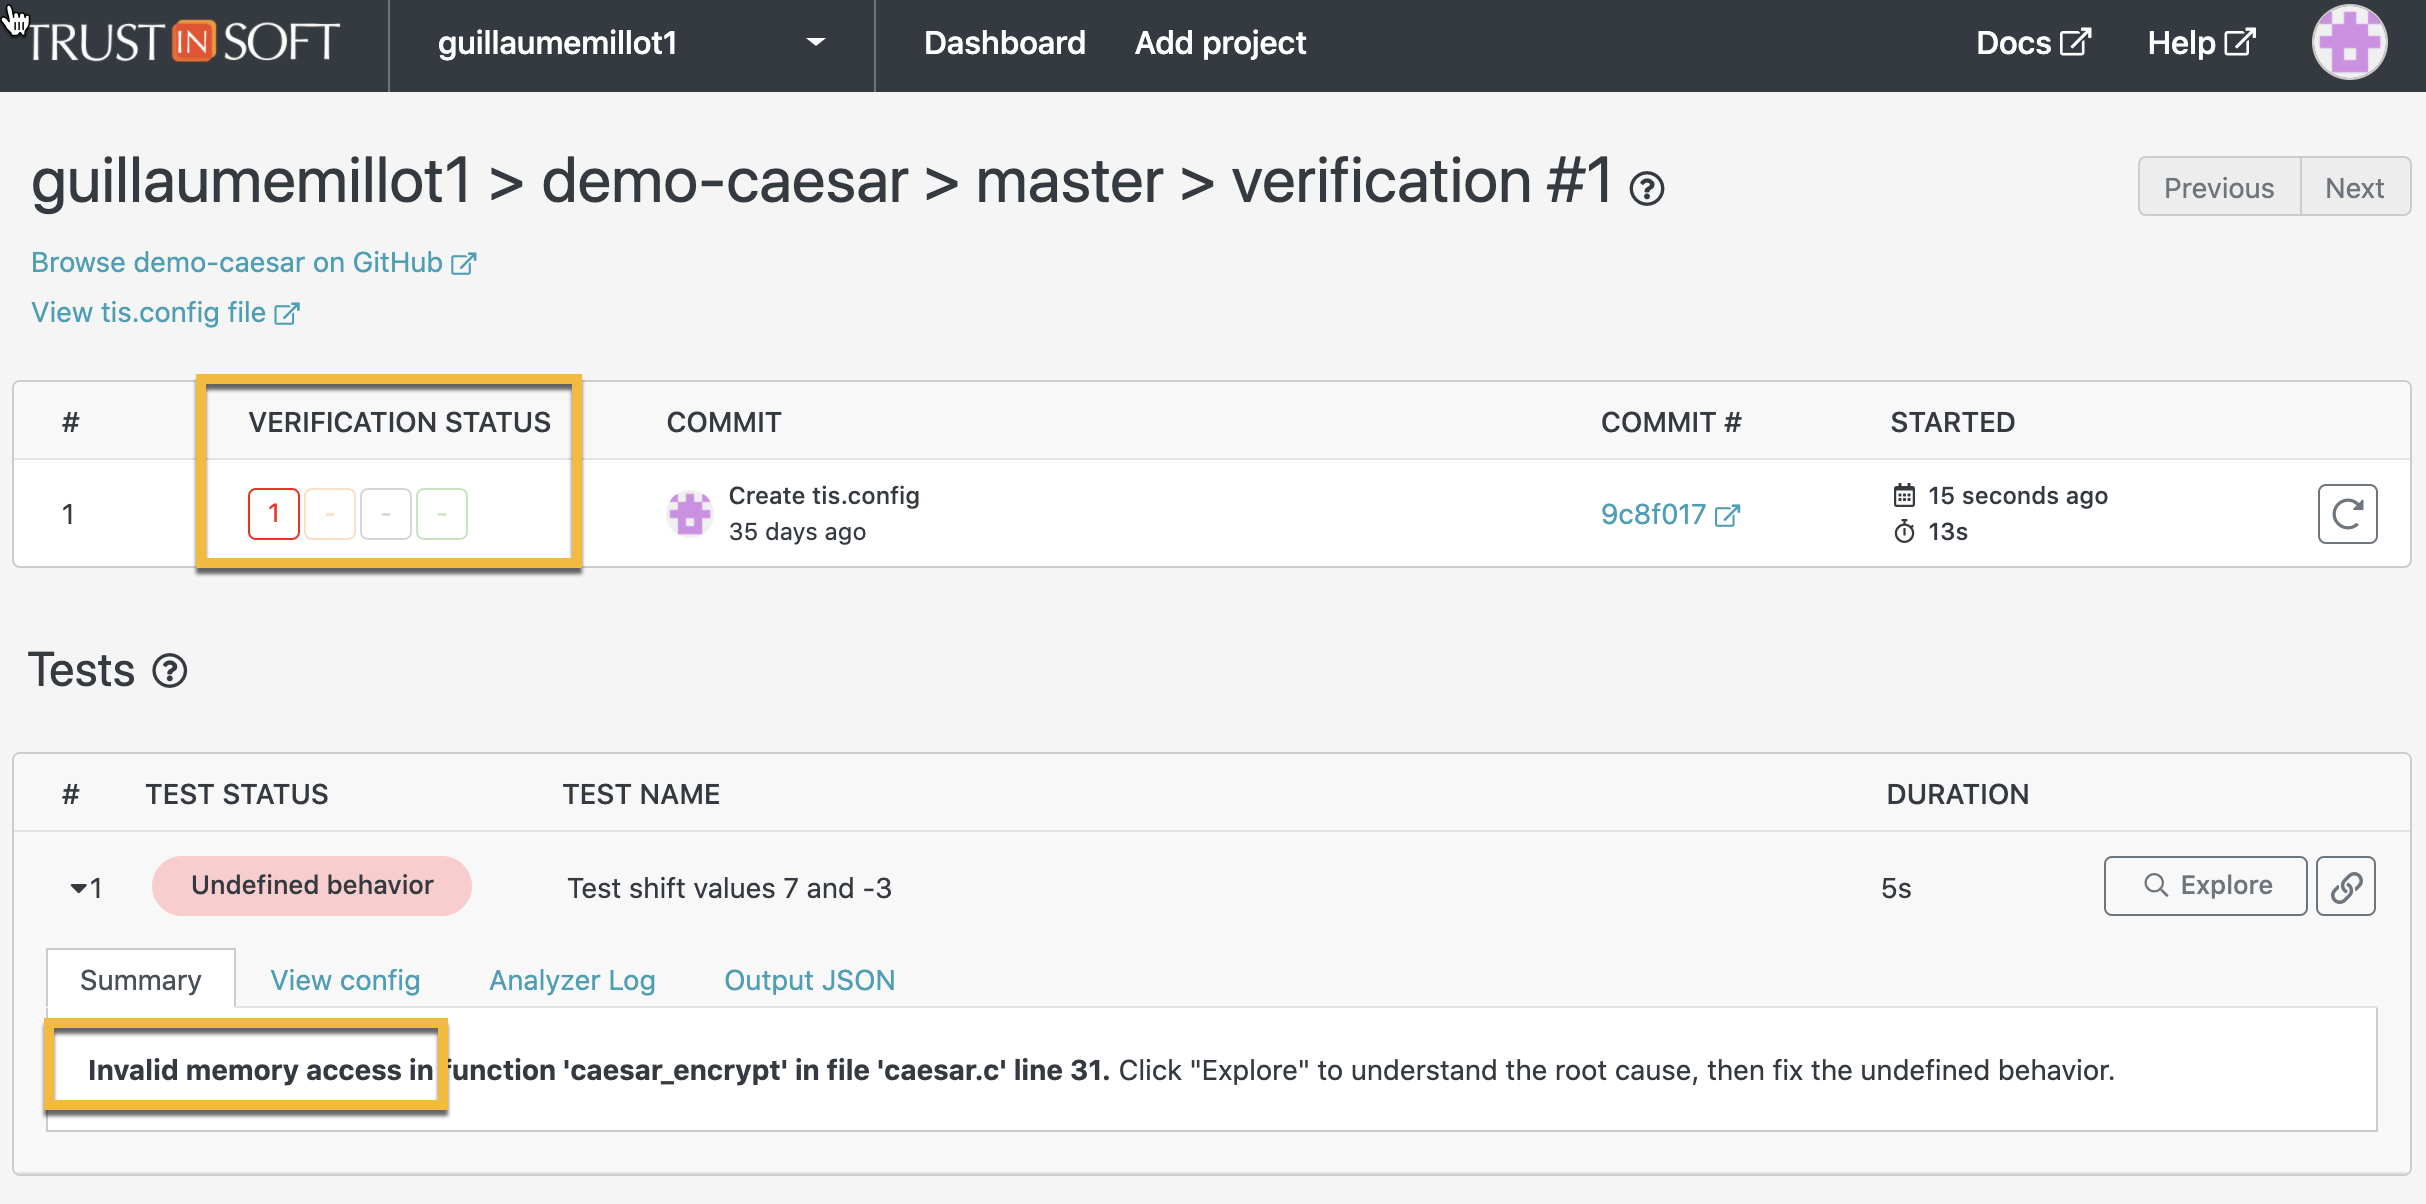 TRUST IN SOFT guillaumemillot1 Dashboard Add project Docs Help
guillaumemillot1 > demo-caesar > master > verification #1 ? Previous Next
Browse demo-caesar on GitHub
View tis.config file
# VERIFICATION STATUS COMMIT COMMIT # STARTED
1 1 - - - Create tis.config 9c8f017 15 seconds ago
35 days ago 13s
Tests ?
# TEST STATUS TEST NAME DURATION
1 Undefined behavior Test shift values 7 and -3 5s Explore
Summary View config Analyzer Log Output JSON
Invalid memory access in function 'caesar_encrypt' in file 'caesar.c' line 31. Click "Explore" to understand the root cause, then fix the undefined behavior.